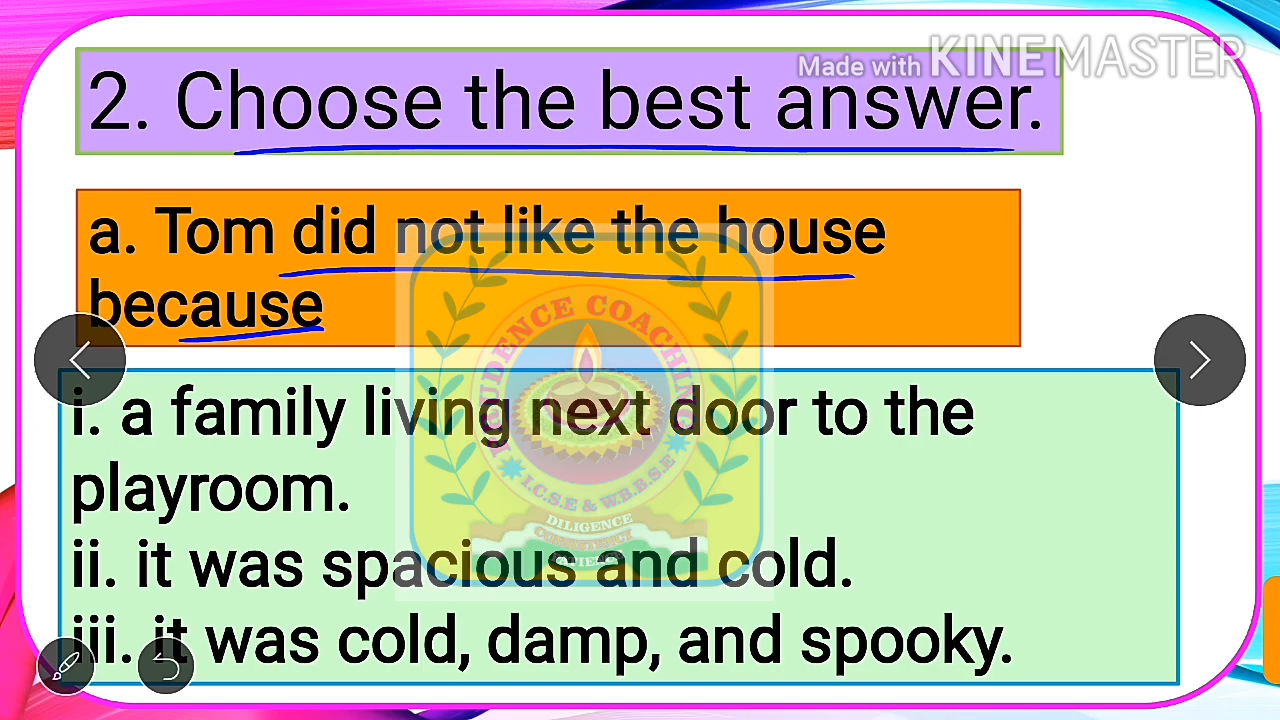 Made with KINEMASTER
2. Choose the best answer.
a. Tom did not like the house
because
i. a family living next door to the
playroom.
ii. it was spacious and cold.
iii. it was cold, damp, and spooky.
COACHING
I.C.S.E & W.B.B.S.E
DILIGENCE